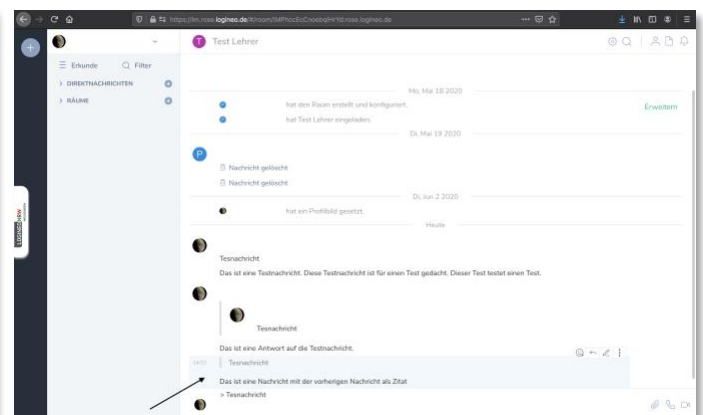 Test Lehrer
Erkunde
Filter
DIREKTNACHRICHTEN
RÄUME
Mo, Mai 18 2020
hat den Raum erstellt und konfiguriert.
Erweitern
hat Test Lehrer eingeladen.
Di, Mai 19 2020
P
Nachricht gelöscht
Nachricht gelöscht
Di, Jun 2 2020
hat ein Profilbild gesetzt.
Heute
Tesnachricht
Das ist eine Testnachricht. Diese Testnachricht ist für einen Test gedacht. Dieser Test testet einen Test.
Tesnachricht
Das ist eine Antwort auf die Testnachricht.
Tesnachricht
Das ist eine Nachricht mit der vorherigen Nachricht als Zitat
> Tesnachricht